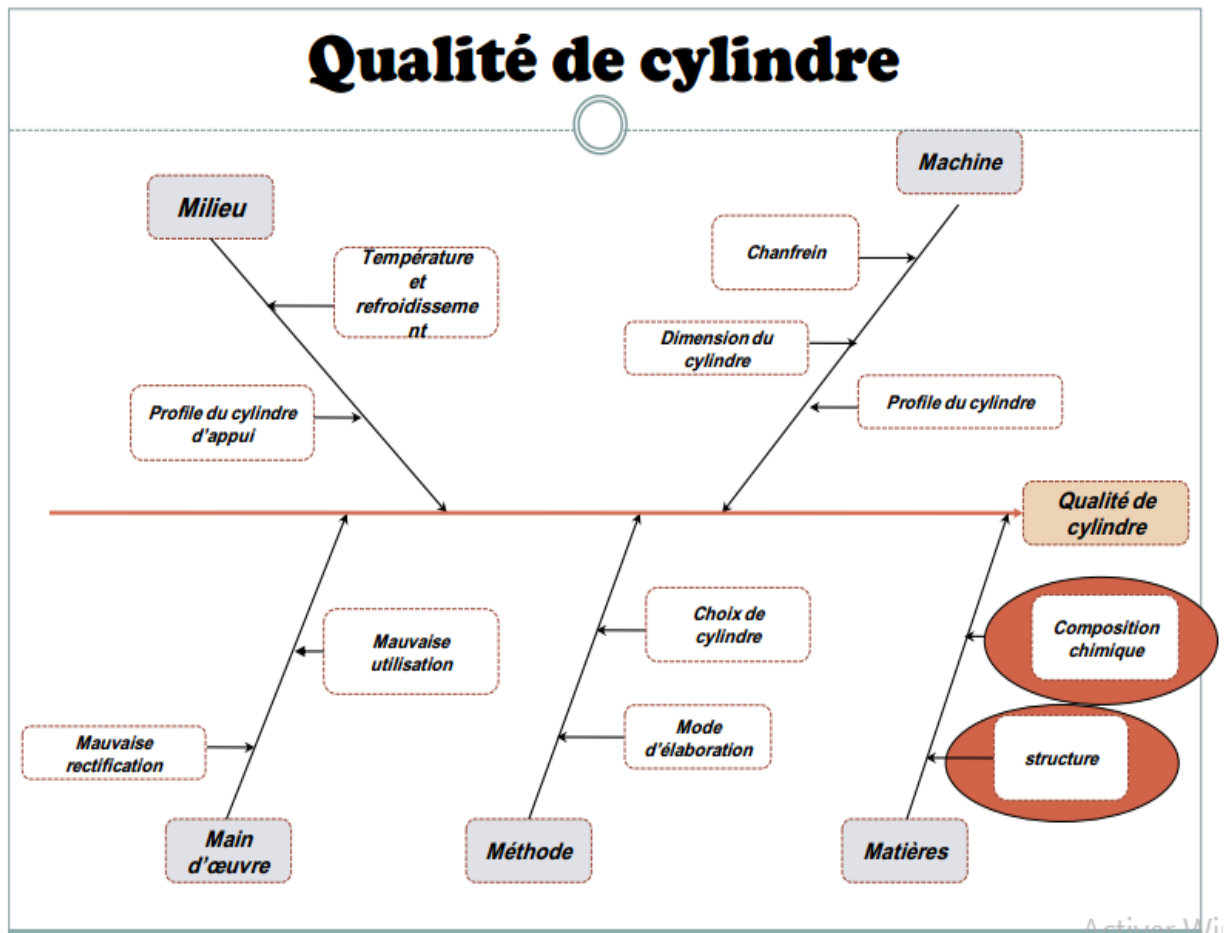 Qualité de cylindre
Machine
Milieu
Chanfrein
Température
et
refroidisseme
nt
Dimension du
cylindre
Profile du cylindre
Profile du cylindre
d'appui
Qualité de
cylindre
Choix de
cylindre
Composition
chimique
Mauvaise
utilisation
Mode
d'élaboration
Mauvaise
rectification
structure
Main
d'œuvre
Méthode
Matières